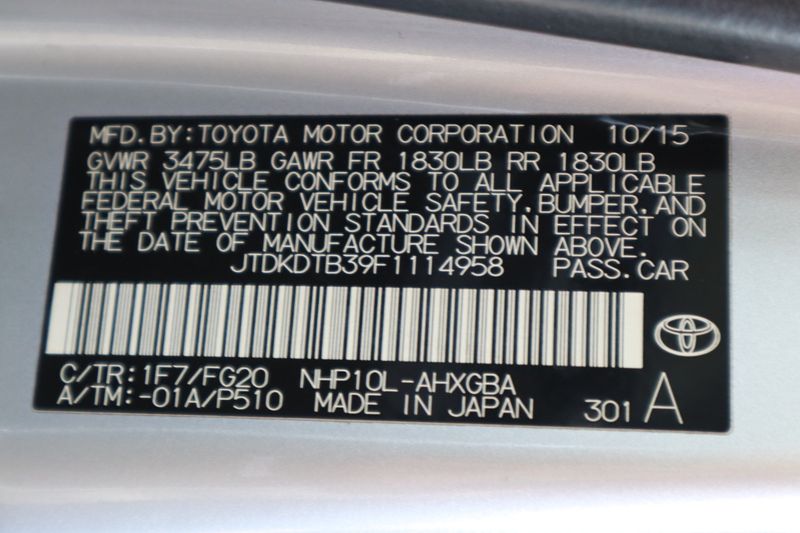 MFD. BY: TOYOTA MOTOR CORPORATION 10/15
GVWR 3475LB GAWR FR 1830LB RR 1830LB
THIS VEHICLE CONFORMS TO ALL APPLICABLE
FEDERAL MOTOR VEHICLE SAFETY, BUMPER, AND
THEFT PREVENTION STANDARDS IN EFFECT ON
THE DATE OF MANUFACTURE SHOWN ABOVE.
JTDKDTB39F1114958 PASS. CAR
C/TR: 1F7/FG20 NHP10L-AHXGBA
A/TM: -01A/P510 MADE IN JAPAN 301 A